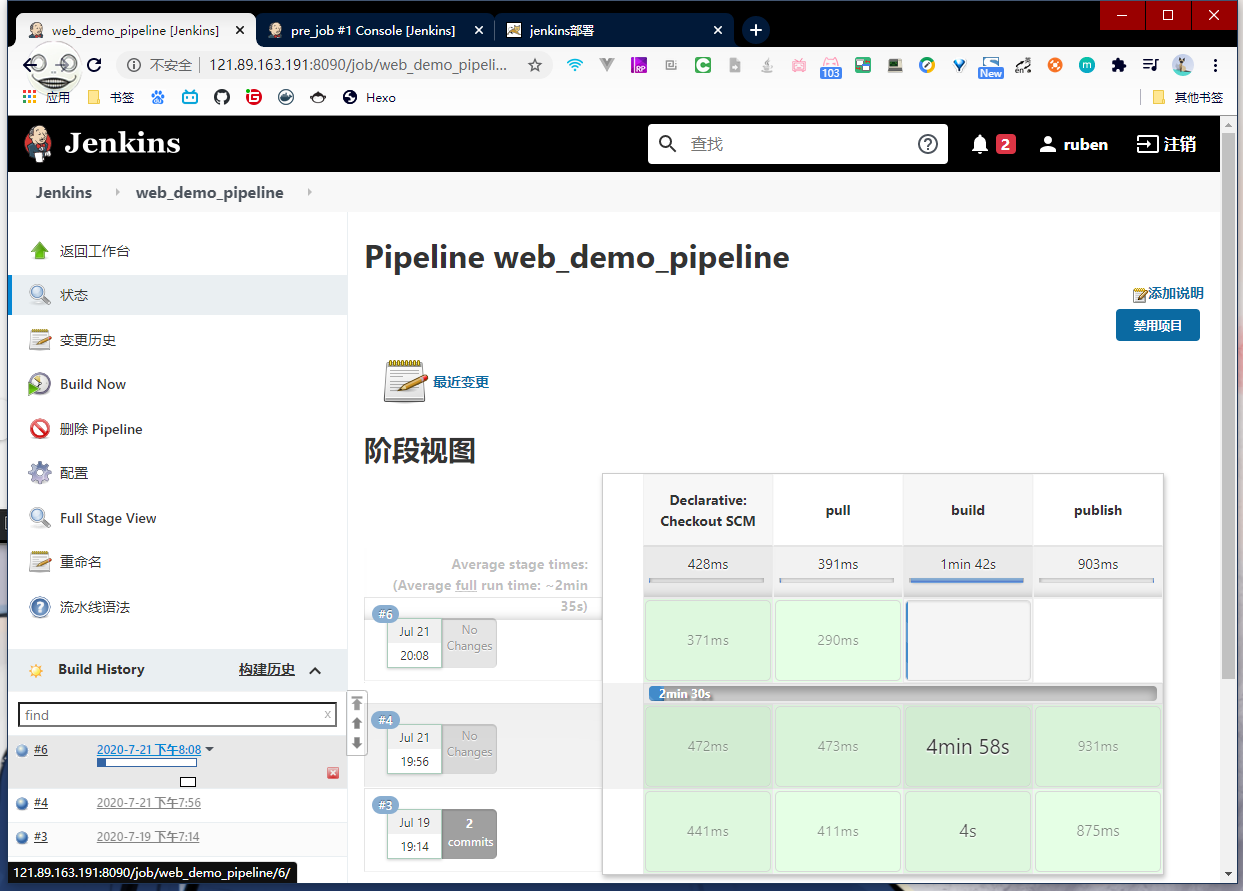 web_demo_pipeline [Jenkins]
pre_job #1 Console [Jenkins]
jenkins部署
不安全
121.89.163.191:8090/job/web_demo_pipeli...
RP
103
New
en
m
应用
书签
Hexo
其他书签
Jenkins
查找
2
ruben
注销
Jenkins
web_demo_pipeline
返回工作台
状态
变更历史
Build Now
删除 Pipeline
配置
Full Stage View
重命名
流水线语法
Build History
构建历史
find
x
#6
2020-7-21 下午8:08
#4
2020-7-21 下午7:56
#3
2020-7-19 下午7:14
121.89.163.191:8090/job/web_demo_pipeline/6/
Pipeline web_demo_pipeline
添加说明
禁用项目
最近变更
阶段视图
Declarative:
Checkout SCM
pull
build
publish
Average stage times:
(Average full run time: ~2min
35s)
428ms
391ms
1min 42s
903ms
#6
Jul 21
20:08
No
Changes
371ms
290ms
2min 30s
#4
Jul 21
19:56
No
Changes
472ms
473ms
4min 58s
931ms
#3
Jul 19
19:14
2
commits
441ms
411ms
4s
875ms